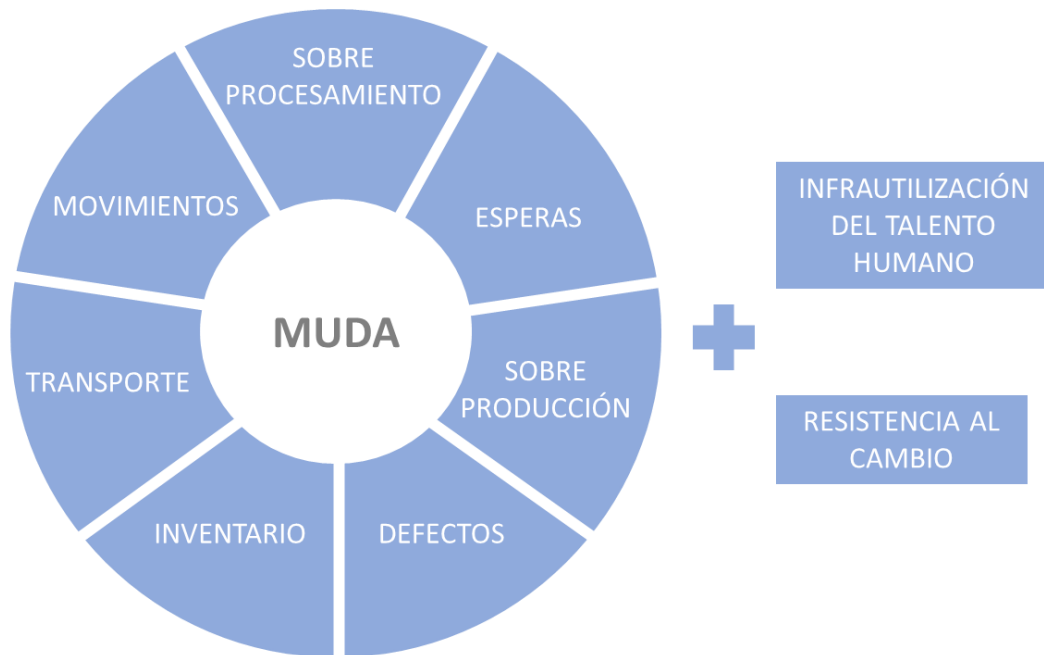 SOBRE
PROCESAMIENTO
ESPERAS
SOBRE
PRODUCCIÓN
DEFECTOS
INVENTARIO
TRANSPORTE
MOVIMIENTOS
MUDA
INFRAUTILIZACIÓN
DEL TALENTO
HUMANO
RESISTENCIA AL
CAMBIO